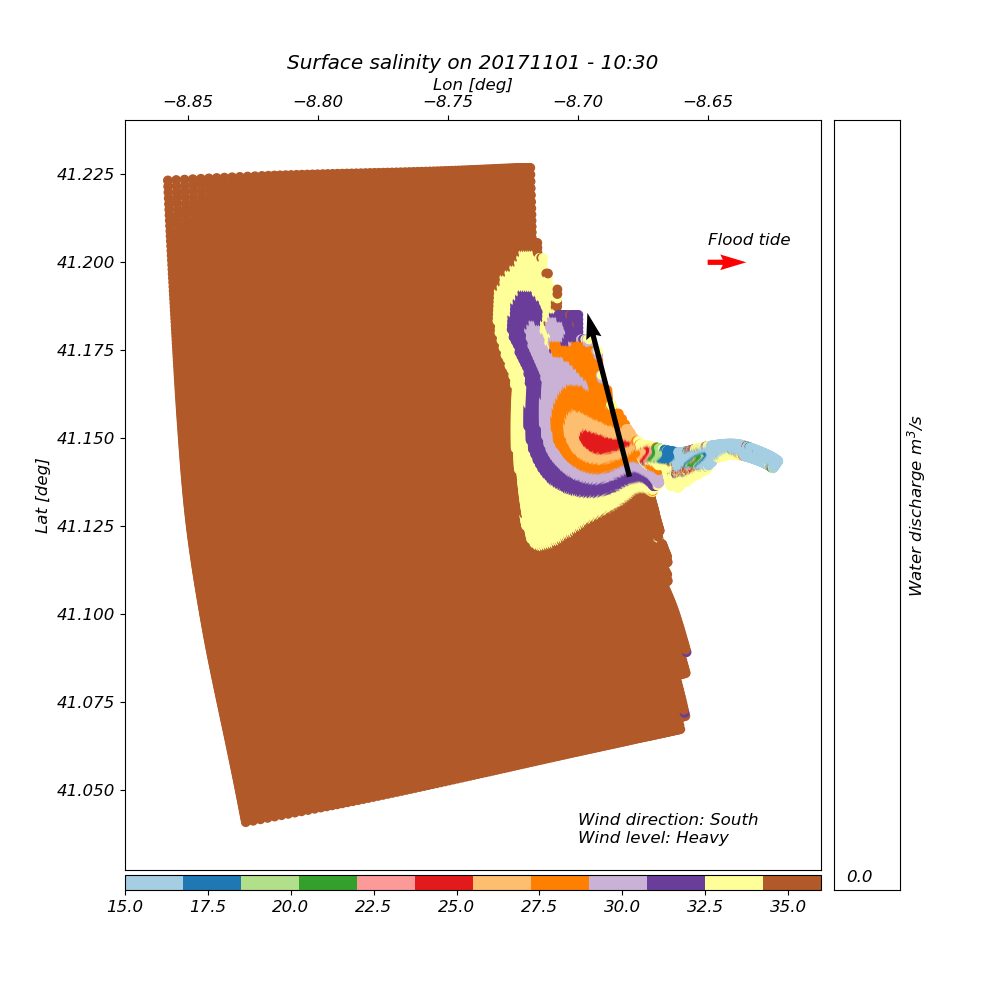 Surface salinity on 20171101 - 10:30
Lon [deg]
−8.85 −8.80 −8.75 −8.70 −8.65
41.225
41.200
41.175
41.150
41.125
41.100
41.075
41.050
Lat [deg]
Flood tide
Wind direction: South
Wind level: Heavy
15.0 17.5 20.0 22.5 25.0 27.5 30.0 32.5 35.0
0.0
Water discharge m³/s